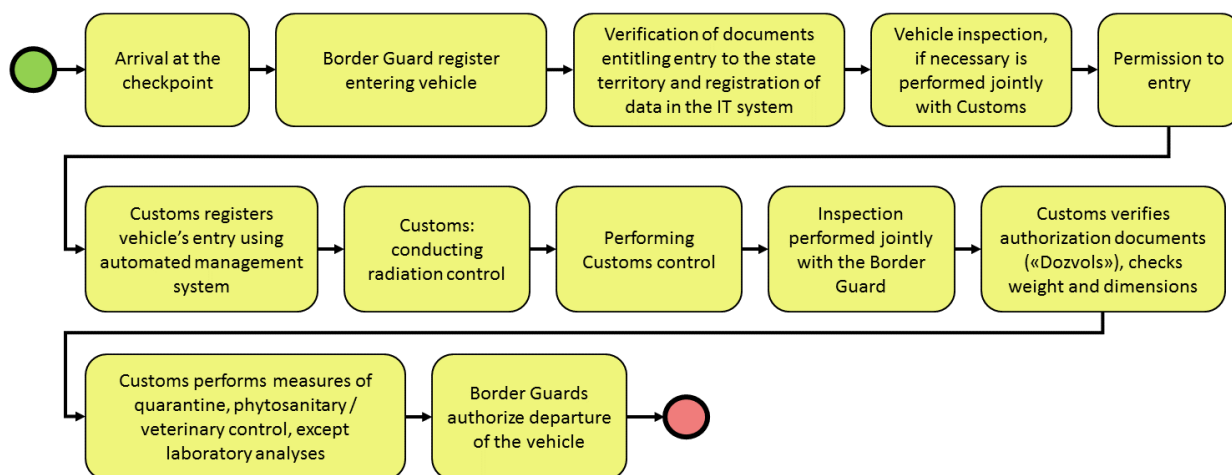 Arrival at the
checkpoint
Border Guard register
entering vehicle
Verification of documents
entitling entry to the state
territory and registration of
data in the IT system
Vehicle inspection,
if necessary is
performed jointly
with Customs
Permission to
entry
Customs registers
vehicle's entry using
automated management
system
Customs:
conducting
radiation control
Performing
Customs control
Inspection
performed jointly
with the Border
Guard
Customs verifies
authorization documents
(«Dozvols»), checks
weight and dimensions
Customs performs measures of
quarantine, phytosanitary /
veterinary control, except
laboratory analyses
Border Guards
authorize departure
of the vehicle